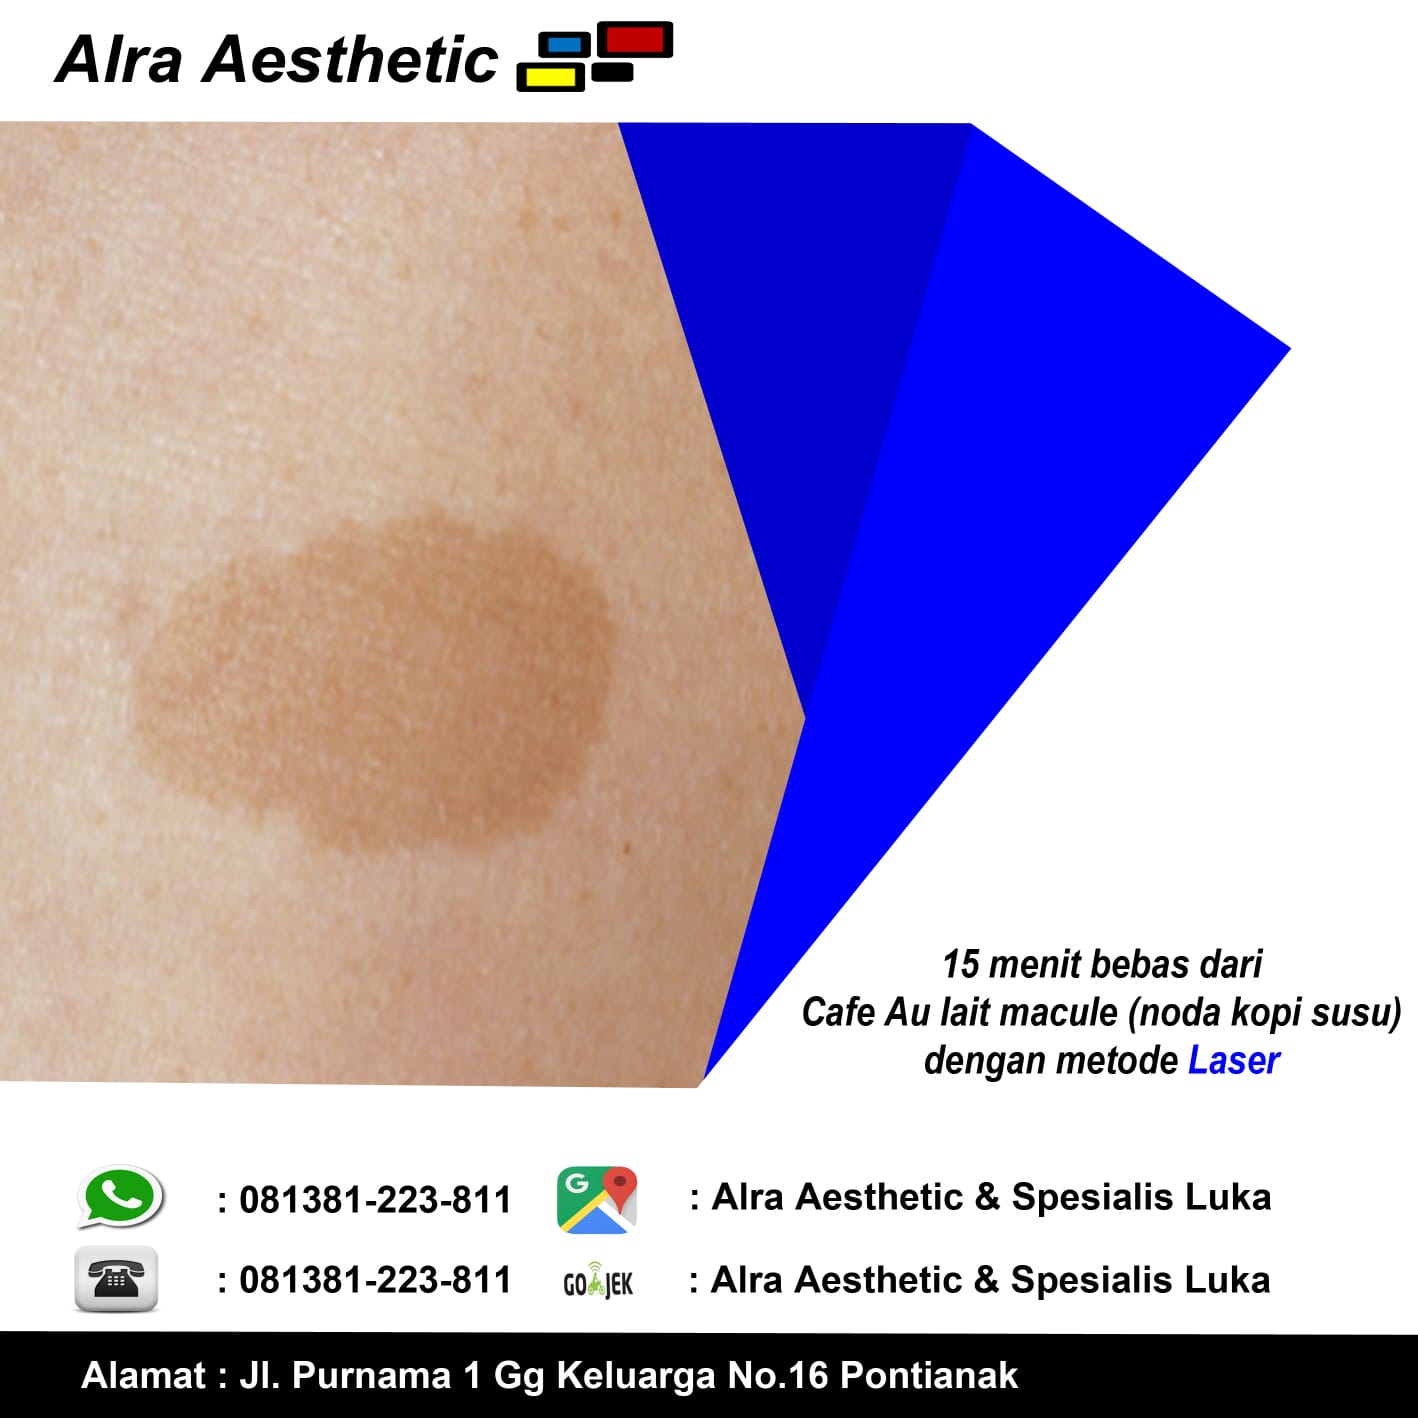 Alra Aesthetic
15 menit bebas dari
Cafe Au lait macule (noda kopi susu)
dengan metode Laser
: 081381-223-811
G
: Alra Aesthetic & Spesialis Luka
: 081381-223-811
GOJEK
: Alra Aesthetic & Spesialis Luka
Alamat : Jl. Purnama 1 Gg Keluarga No.16 Pontianak